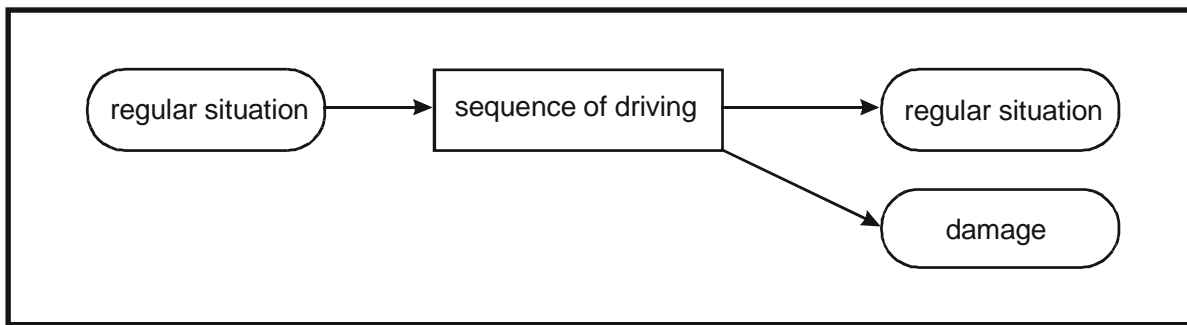 regular situation
sequence of driving
regular situation
damage